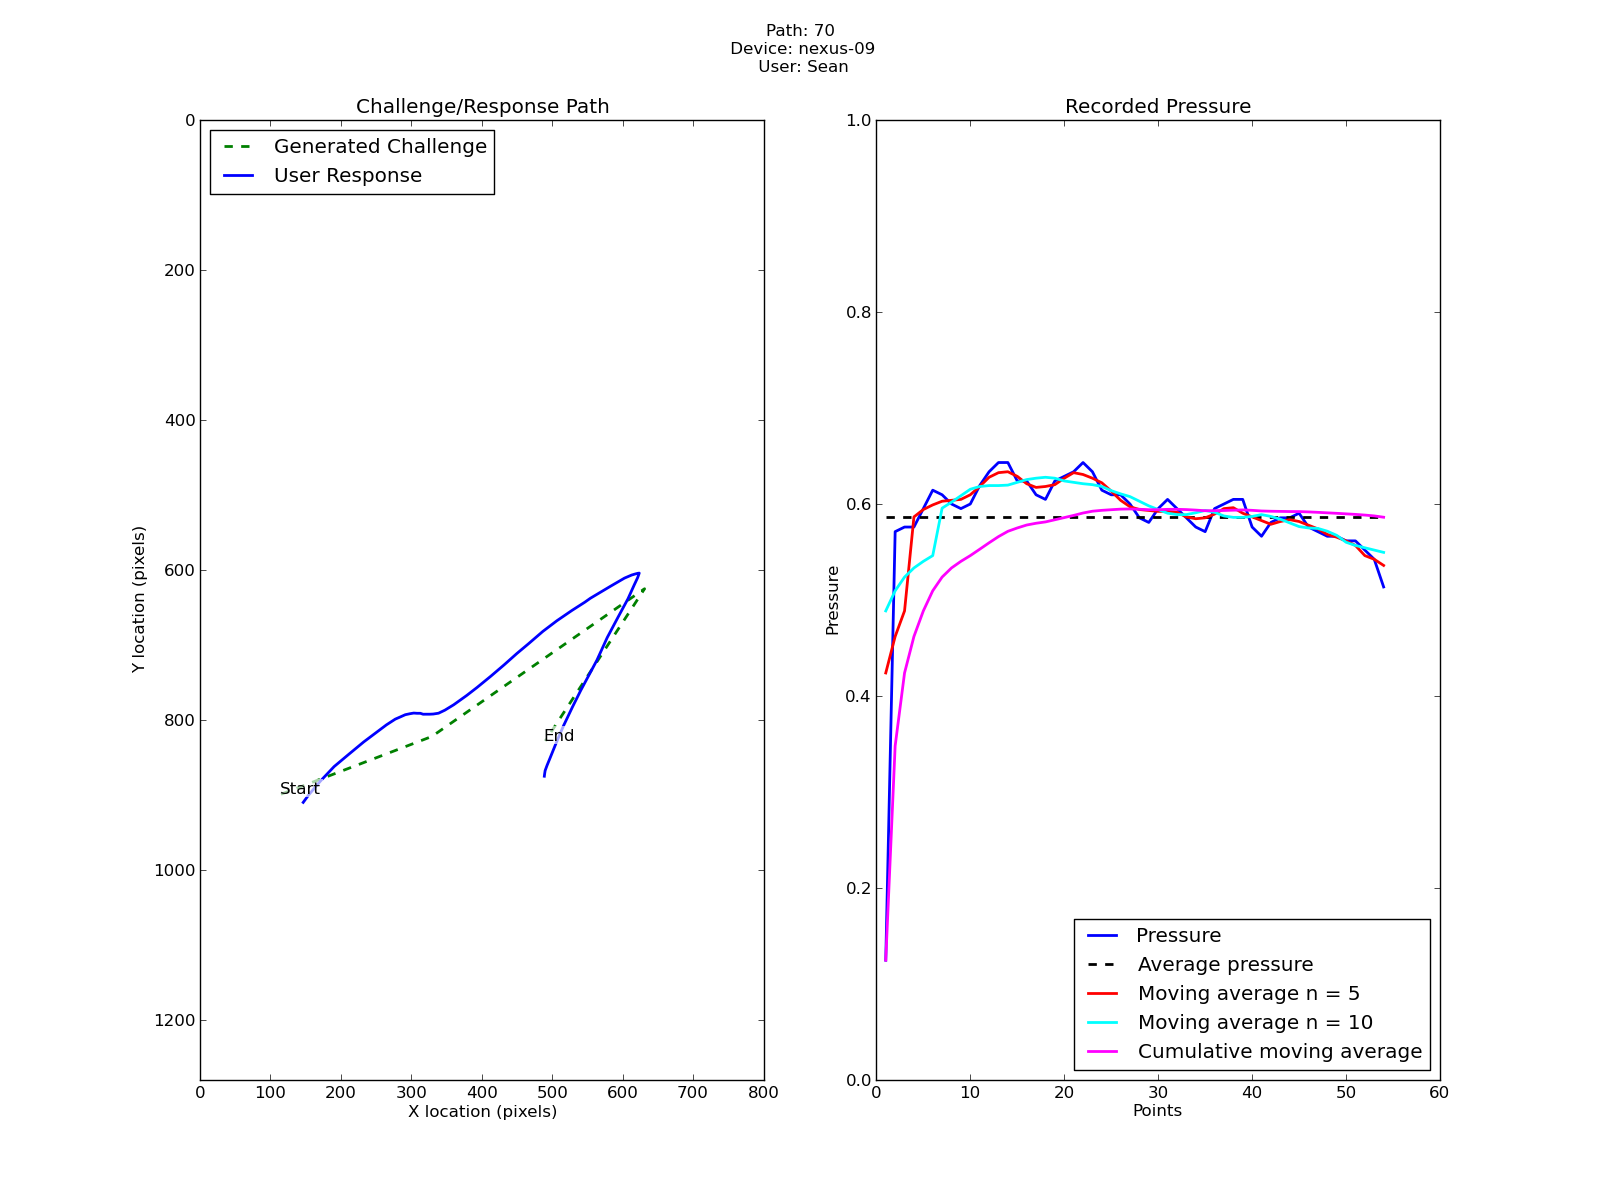 Path: 70
Device: nexus-09
User: Sean
Challenge/Response Path
Generated Challenge
User Response
0
200
400
600
800
1000
1200
Y location (pixels)
Start
End
0 100 200 300 400 500 600 700 800
X location (pixels)
Recorded Pressure
1.0
0.8
0.6
0.4
0.2
0.0
Pressure
Pressure
Average pressure
Moving average n = 5
Moving average n = 10
Cumulative moving average
0 10 20 30 40 50 60
Points